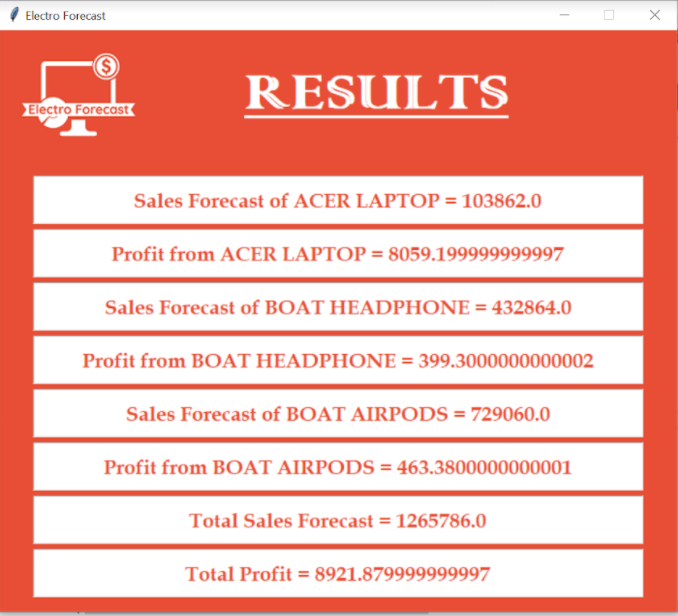 Electro Forecast
$
Electro Forecast
RESULTS
Sales Forecast of ACER LAPTOP = 103862.0
Profit from ACER LAPTOP = 8059.199999999997
Sales Forecast of BOAT HEADPHONE = 432864.0
Profit from BOAT HEADPHONE = 399.3000000000002
Sales Forecast of BOAT AIRPODS = 729060.0
Profit from BOAT AIRPODS = 463.3800000000001
Total Sales Forecast = 1265786.0
Total Profit = 8921.879999999997